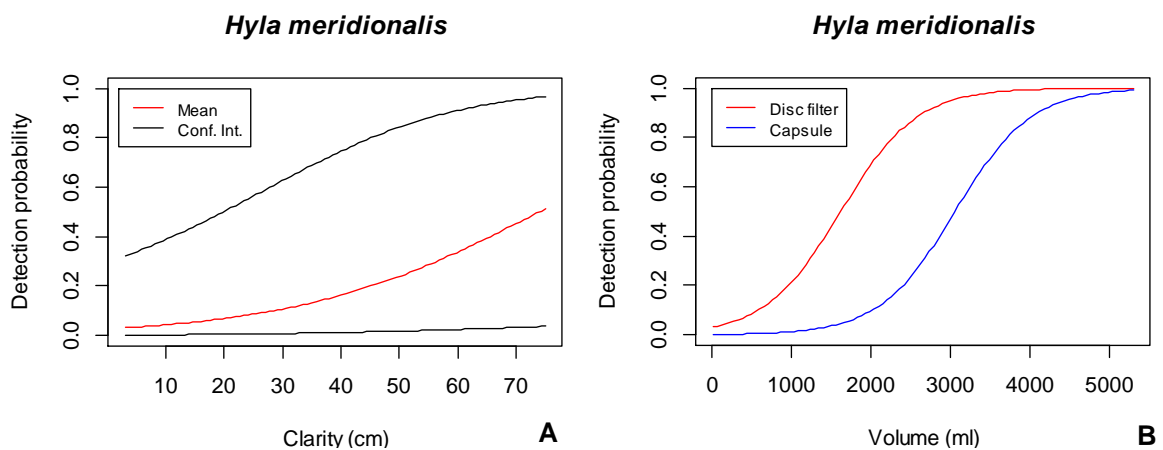 Hyla meridionalis
Detection probability
1.0
0.8
0.6
0.4
0.2
0.0
Mean
Conf. Int.
10 20 30 40 50 60 70
Clarity (cm)
A
Hyla meridionalis
Detection probability
1.0
0.8
0.6
0.4
0.2
0.0
Disc filter
Capsule
0 1000 2000 3000 4000 5000
Volume (ml)
B